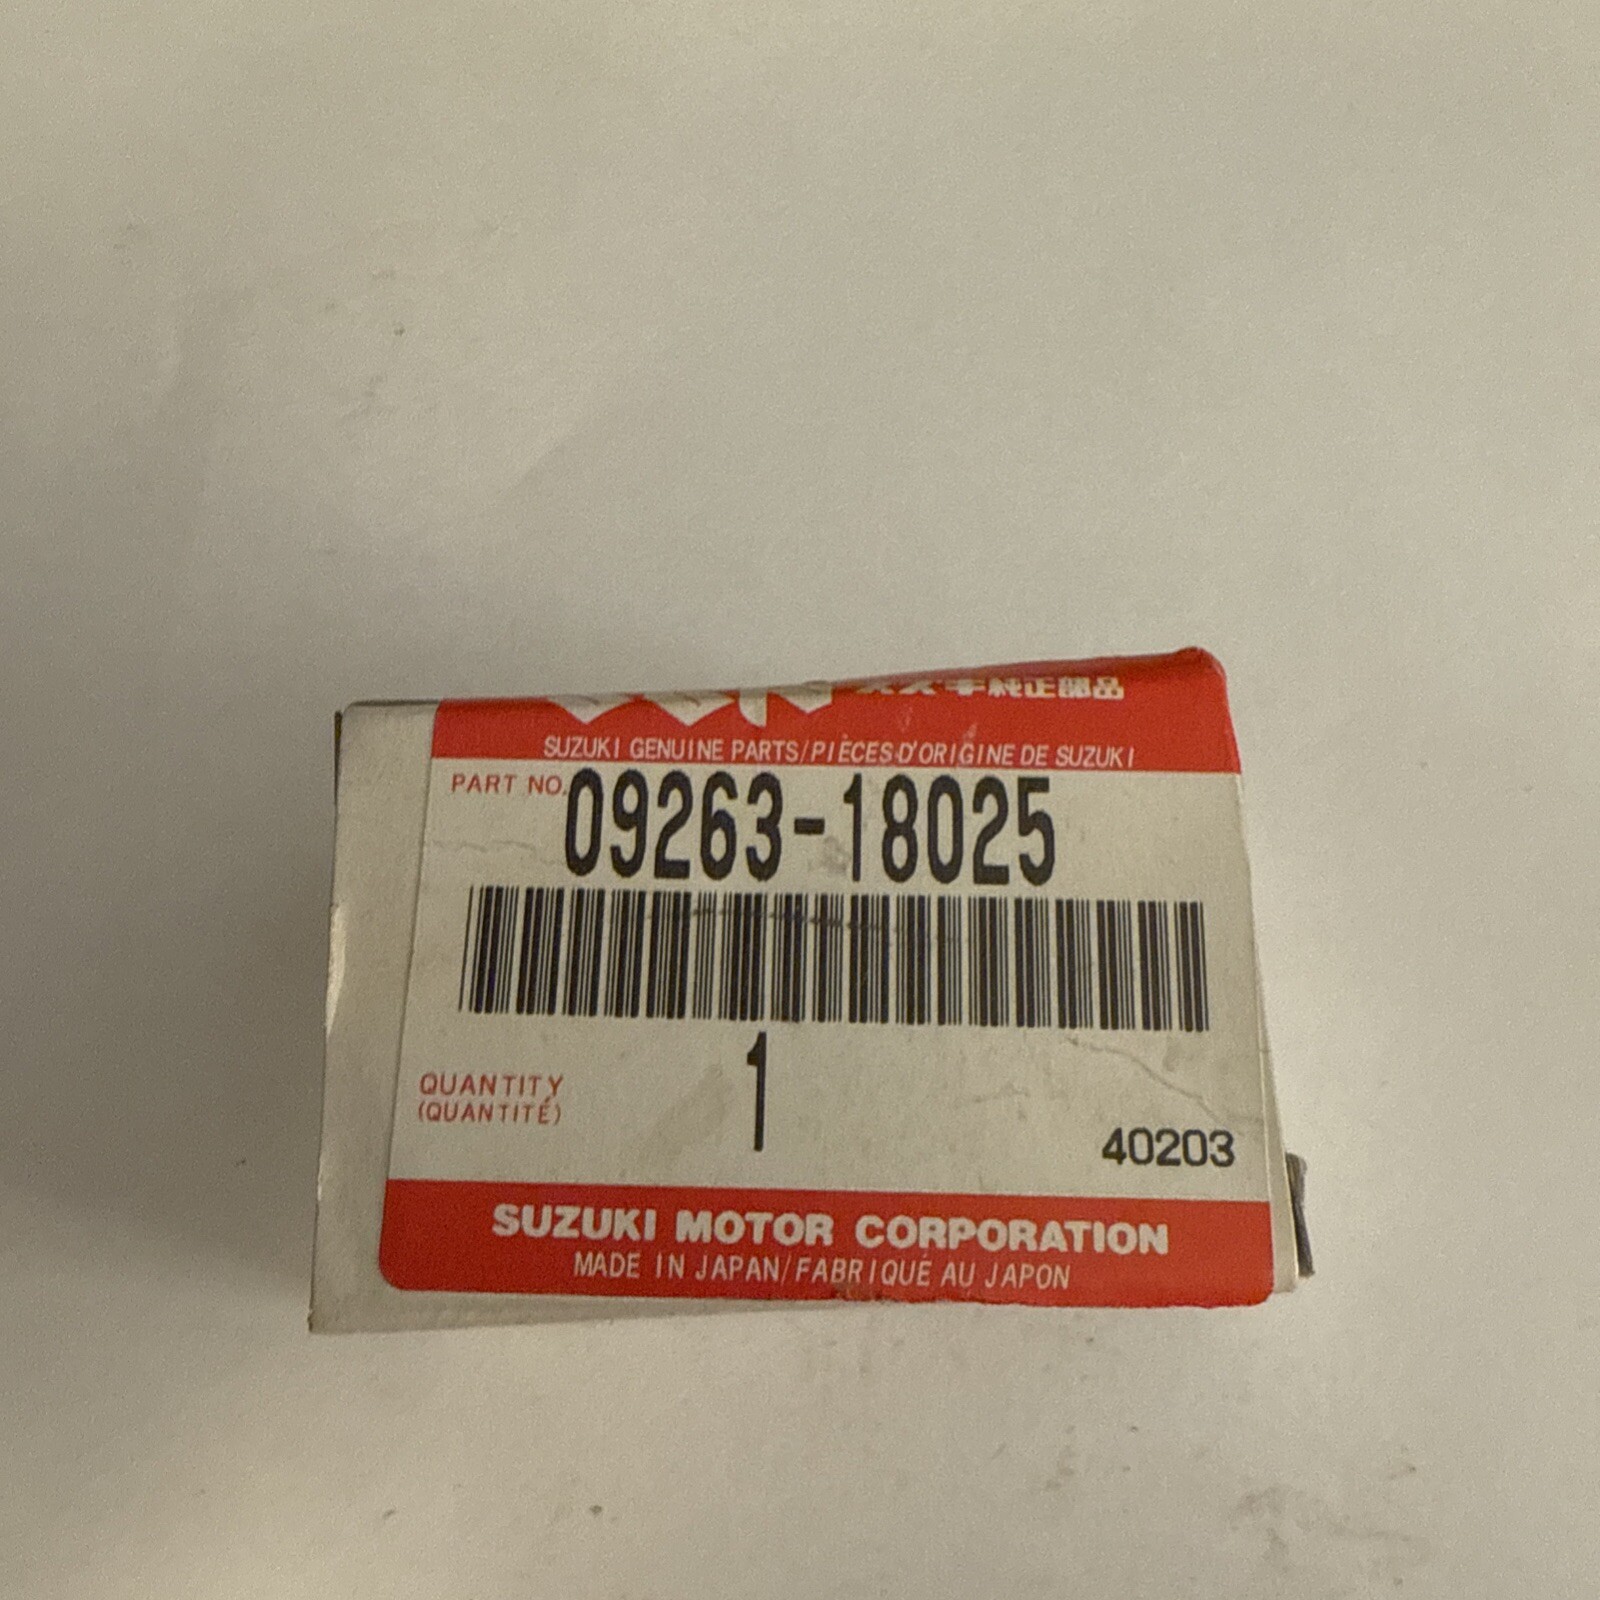 スズキ純正部品
SUZUKI GENUINE PARTS/PIÈCES D'ORIGINE DE SUZUKI
PART NO. 09263-18025
1
QUANTITY
(QUANTITÉ)
40203
SUZUKI MOTOR CORPORATION
MADE IN JAPAN/FABRIQUÉ AU JAPON